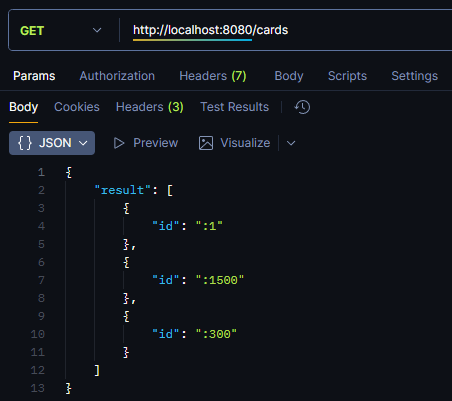 GET http://localhost:8080/cards
Params Authorization Headers (7) Body Scripts Settings
Body Cookies Headers (3) Test Results
{} JSON Preview Visualize
1 {
2 "result": [
3 {
4 "id": ":1"
5 },
6 {
7 "id": ":1500"
8 },
9 {
10 "id": ":300"
11 }
12 ]
13 }